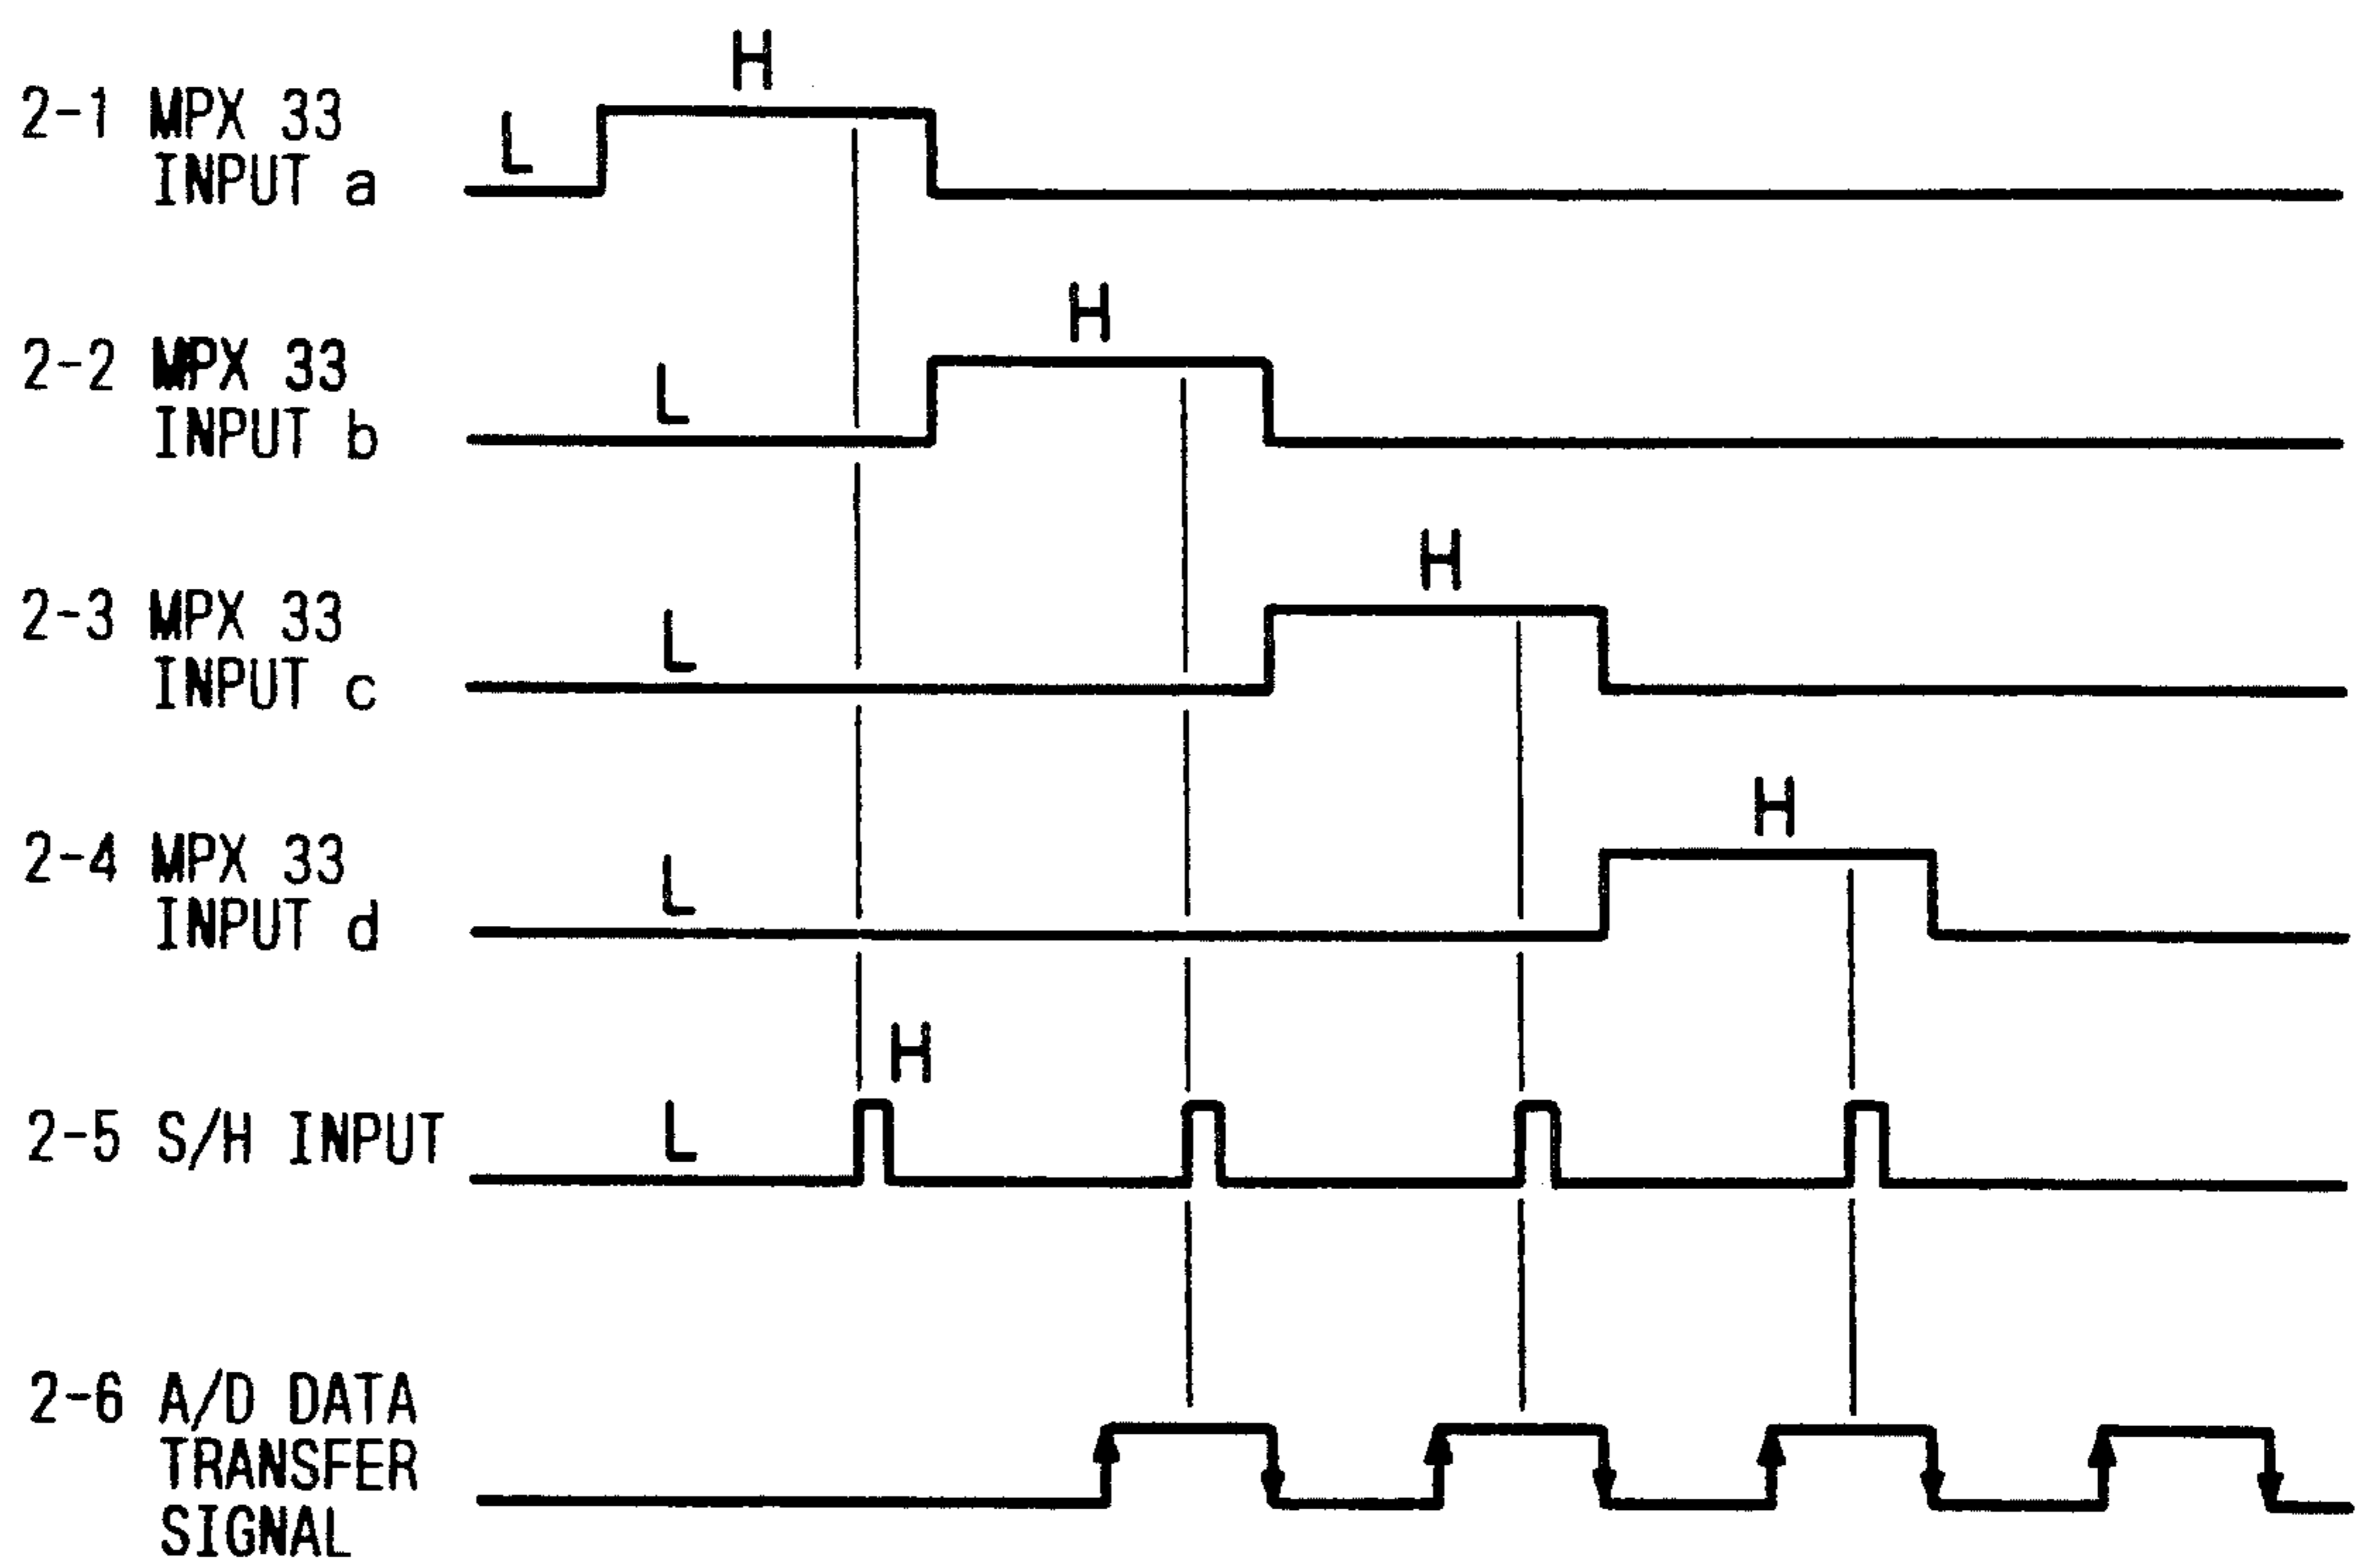 H
2-1 MPX 33
L
INPUT a
H
2-2 MPX 33
L
INPUT b
H
2-3 MPX 33
L
INPUT c
H
2-4 MPX 33
L
INPUT d
H
2-5 S/H INPUT L
2-6 A/D DATA
TRANSFER
SIGNAL